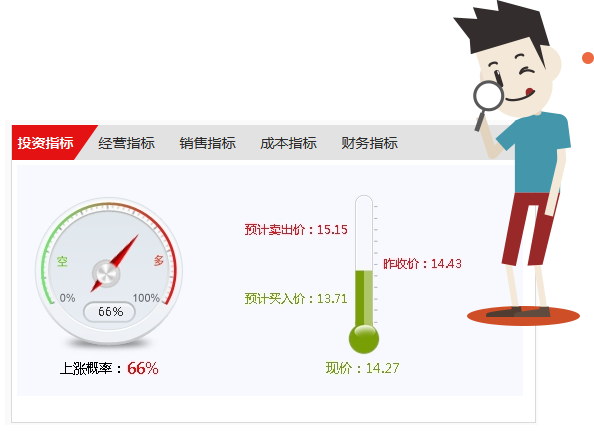 投资指标 经营指标 销售指标 成本指标 财务指标
预计卖出价：15.15
空 多
昨收价：14.43
0% 100%
预计买入价：13.71
66%
上涨概率：66%
现价：14.27